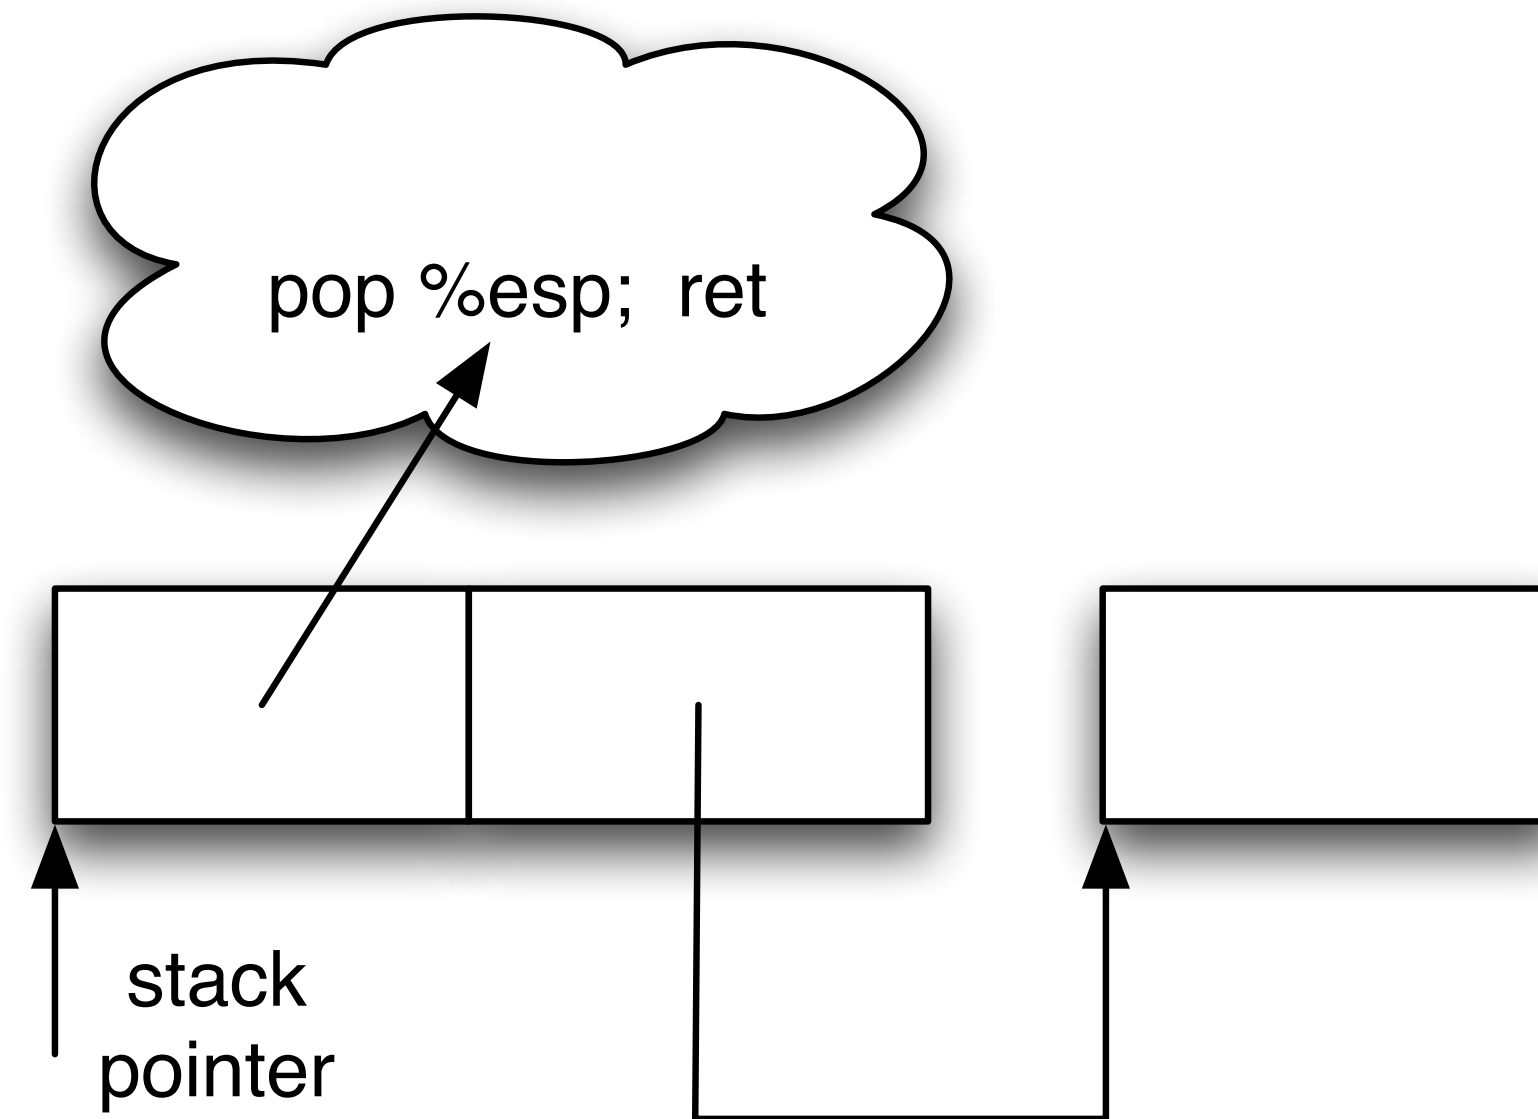 pop %esp;  ret
stack
pointer